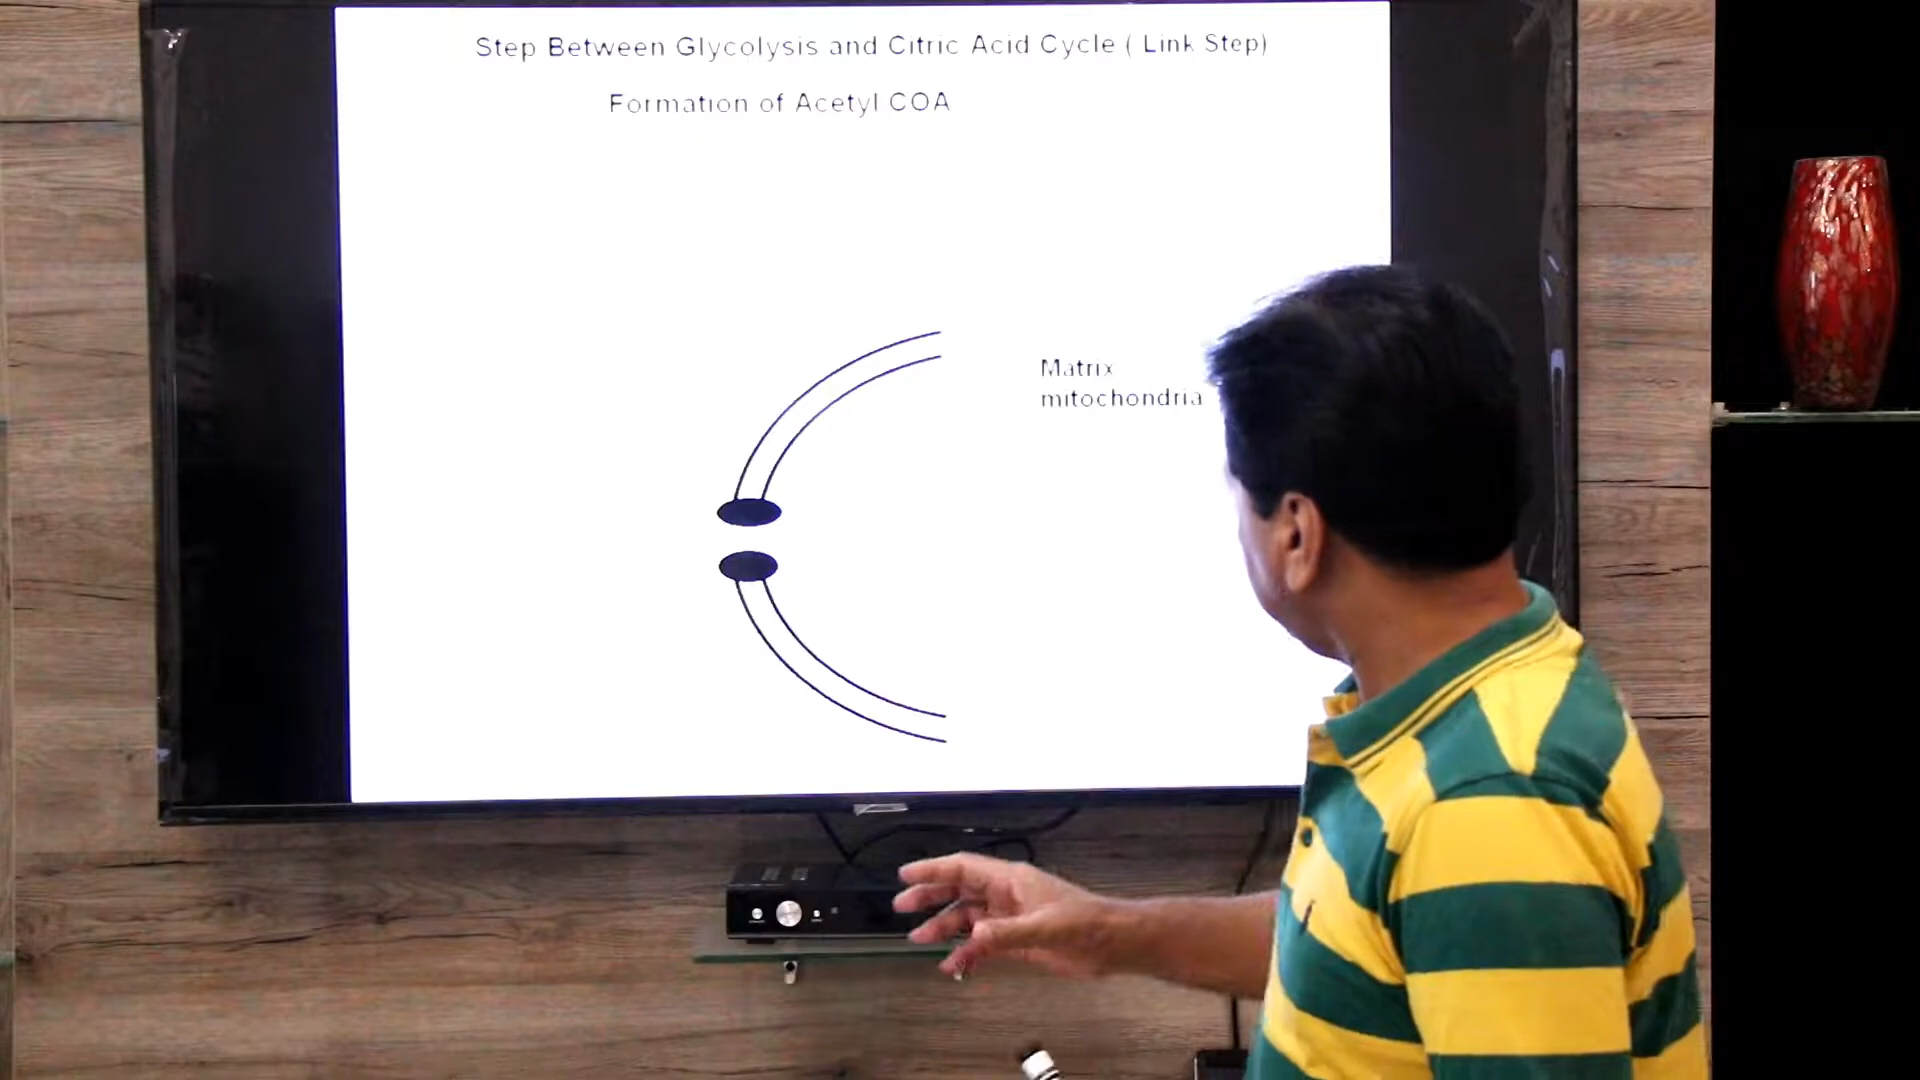 Step Between Glycolysis and Citric Acid Cycle ( Link Step)
Formation of Acetyl COA
Matrix
mitochondria